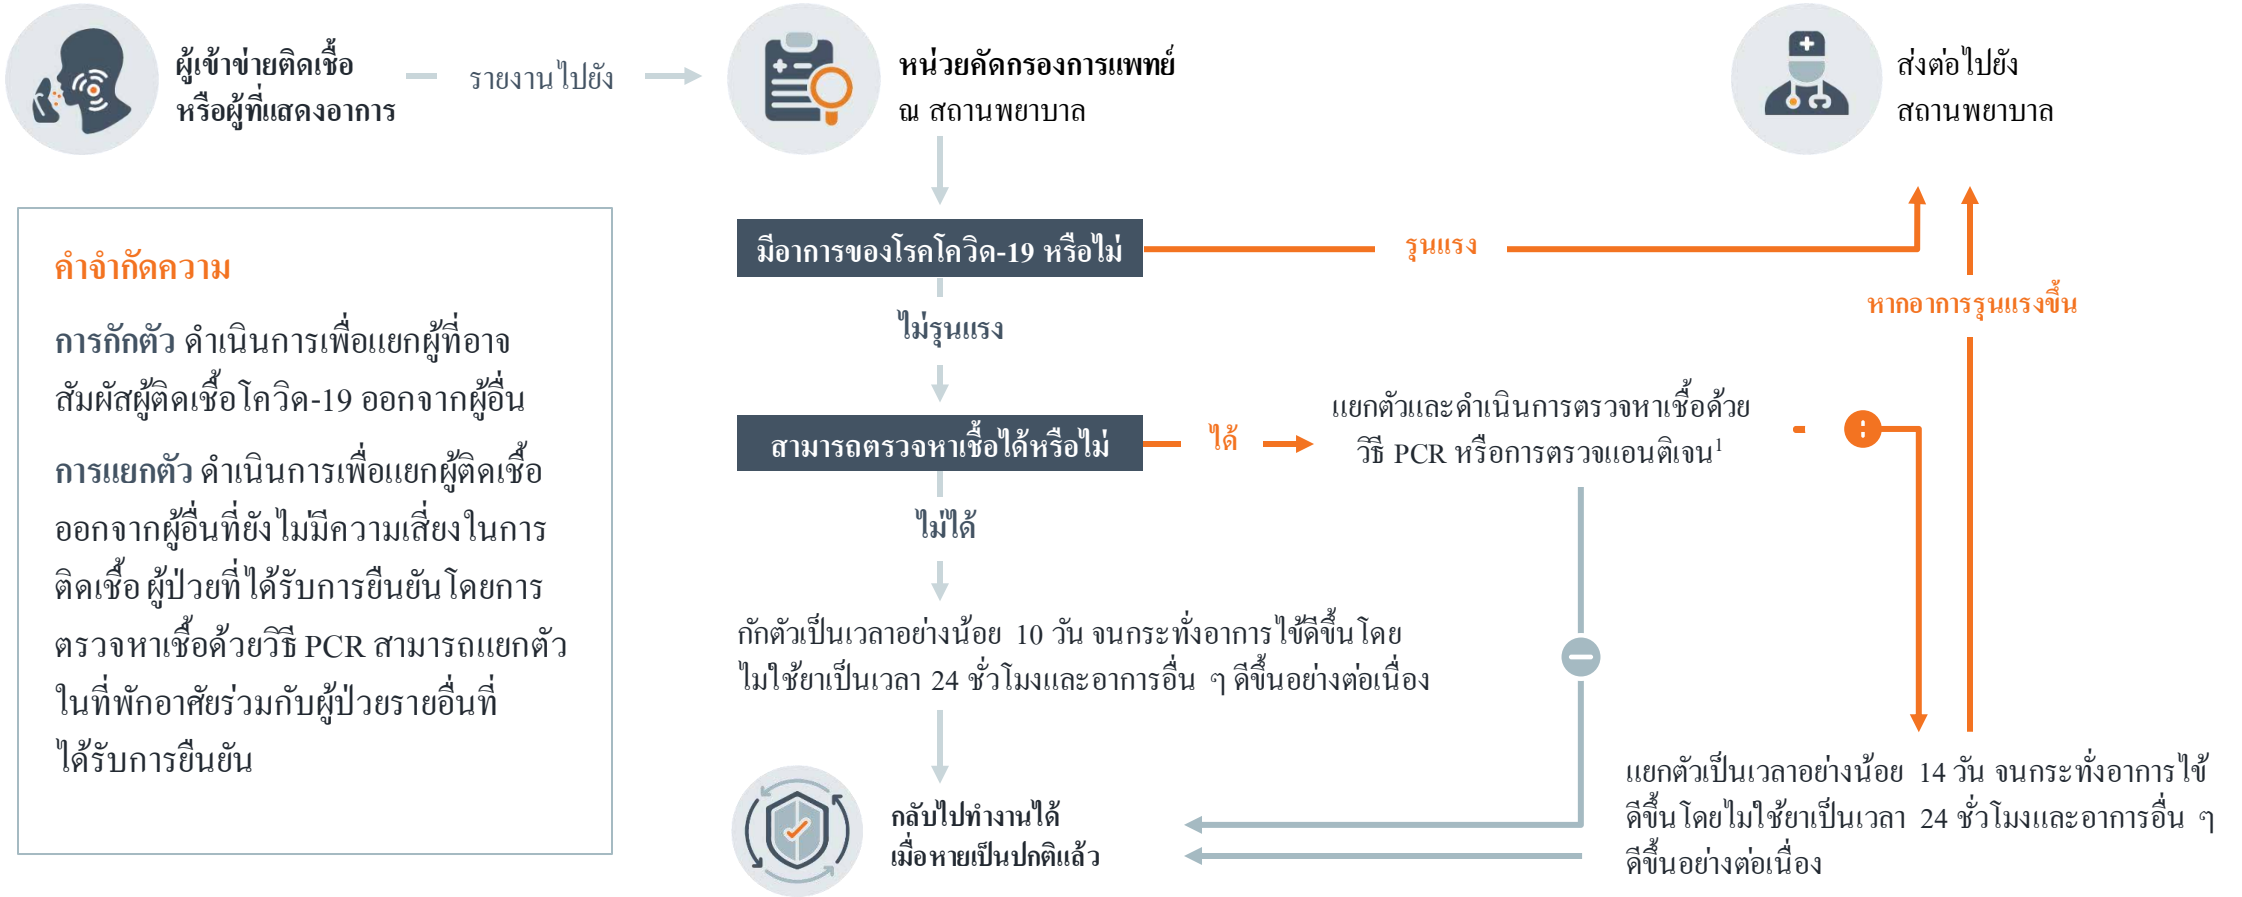 ผู้เข้าข่ายติดเชื้อ
หรือผู้ที่แสดงอาการ
รายงานไปยัง
หน่วยคัดกรองการแพทย์
ณ สถานพยาบาล
ส่งต่อไปยัง
สถานพยาบาล
คำจำกัดความ
การกักตัว ดำเนินการเพื่อแยกผู้ที่อาจ
สัมผัสผู้ติดเชื้อโควิด-19 ออกจากผู้อื่น
การแยกตัว ดำเนินการเพื่อแยกผู้ติดเชื้อ
ออกจากผู้อื่นที่ยังไม่มีความเสี่ยงในการ
ติดเชื้อ ผู้ป่วยที่ได้รับการยืนยันโดยการ
ตรวจหาเชื้อด้วยวิธี PCR สามารถแยกตัว
ในที่พักอาศัยร่วมกับผู้ป่วยรายอื่นที่
ได้รับการยืนยัน
มีอาการของโรคโควิด-19 หรือไม่
รุนแรง
หากอาการรุนแรงขึ้น
ไม่รุนแรง
สามารถตรวจหาเชื้อได้หรือไม่
ได้
แยกตัวและดำเนินการตรวจหาเชื้อด้วย
วิธี PCR หรือการตรวจแอนติเจน¹
ไม่ได้
กักตัวเป็นเวลาอย่างน้อย 10 วัน จนกระทั่งอาการไข้ดีขึ้นโดย
ไม่ใช้ยาเป็นเวลา 24 ชั่วโมงและอาการอื่น ๆ ดีขึ้นอย่างต่อเนื่อง
แยกตัวเป็นเวลาอย่างน้อย 14 วัน จนกระทั่งอาการไข้
ดีขึ้นโดยไม่ใช้ยาเป็นเวลา 24 ชั่วโมงและอาการอื่น ๆ
ดีขึ้นอย่างต่อเนื่อง
กลับไปทำงานได้
เมื่อหายเป็นปกติแล้ว